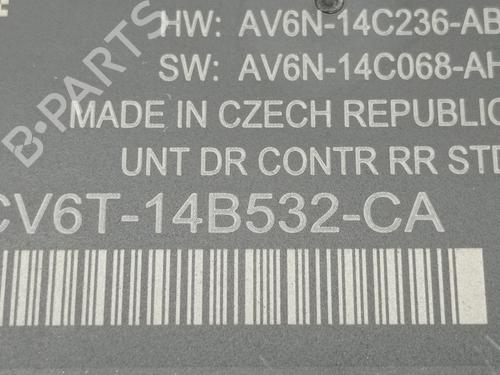 HW: AV6N-14C236-AB
SW: AV6N-14C068-AH
MADE IN CZECH REPUBLIC
UNT DR CONTR RR STD
CV6T-14B532-CA
B-PARTS